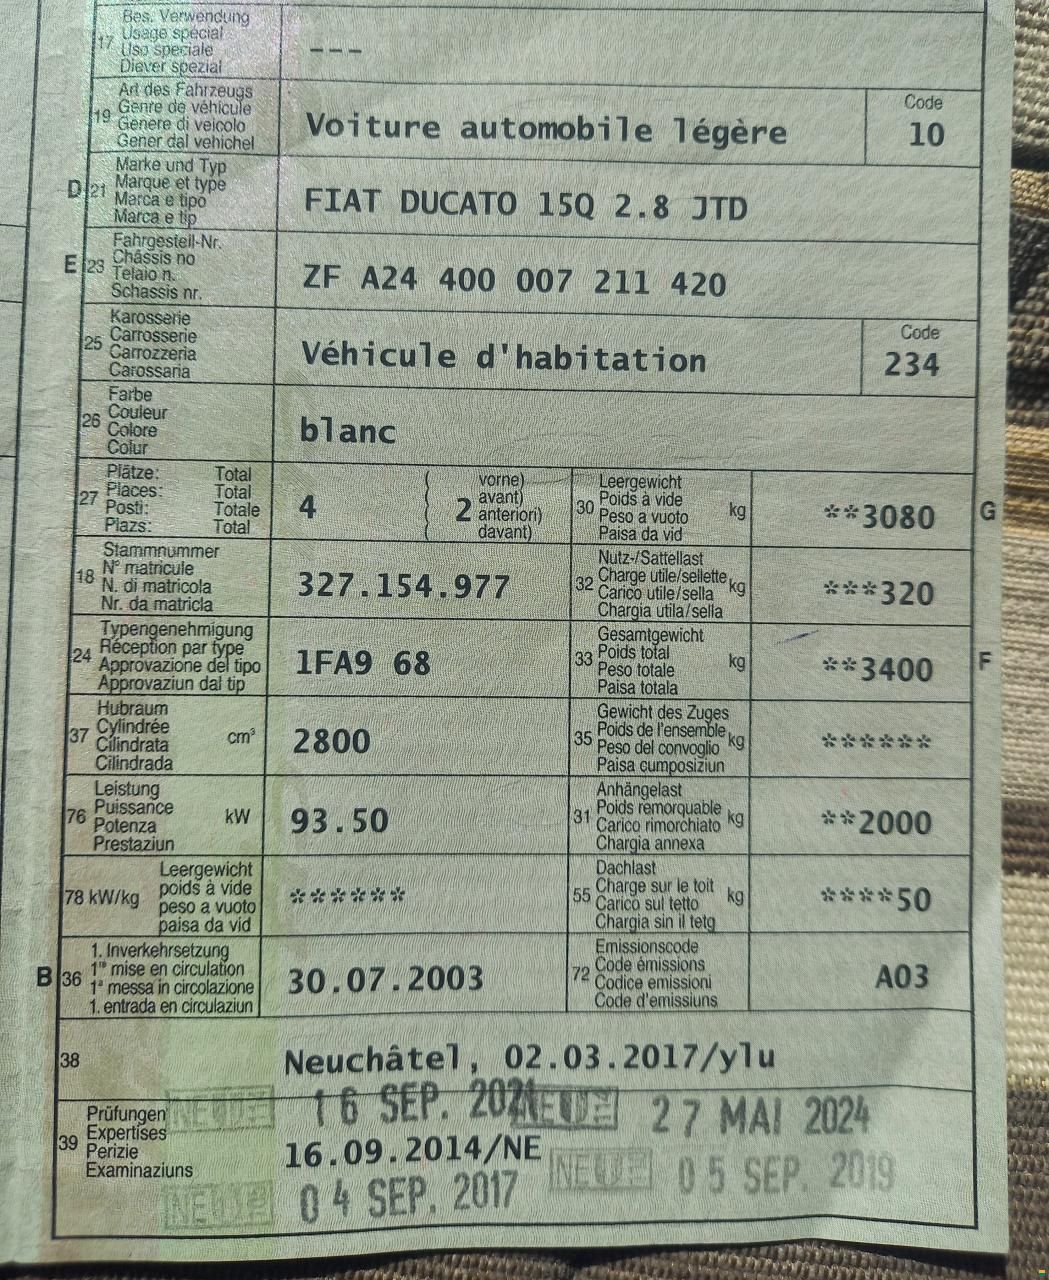 17 Bes. Verwendung
Usage spécial
Uso speciale
Diever spezial
---
19 Art des Fahrzeugs
Genre de véhicule
Genere di veicolo
Gener dal vehichel
Voiture automobile légère
Code
10
D 21 Marke und Typ
Marque et type
Marca e tipo
Marca e tip
FIAT DUCATO 15Q 2.8 JTD
E 23 Fahrgestell-Nr.
Châssis no
Telaio n.
Schassis nr.
ZF A24 400 007 211 420
25 Karosserie
Carrosserie
Carrozzeria
Carossaria
Véhicule d'habitation
Code
234
26 Farbe
Couleur
Colore
Colur
blanc
27 Plätze: Total
Places: Total
Posti: Totale
Plazs: Total
4
( vorne)
( avant)
2 anteriori)
( davant)
30 Leergewicht
Poids à vide
Peso a vuoto
Paisa da vid
kg
**3080
G
18 Stammnummer
N° matricule
N. di matricola
Nr. da matricla
327.154.977
32 Nutz-/Sattellast
Charge utile/sellette
Carico utile/sella
Chargia utila/sella
kg
***320
24 Typengenehmigung
Réception par type
Approvazione del tipo
Approvaziun dal tip
1FA9 68
33 Gesamtgewicht
Poids total
Peso totale
Paisa totala
kg
**3400
F
37 Hubraum
Cylindrée
Cilindrata
Cilindrada
cm³
2800
35 Gewicht des Zuges
Poids de l'ensemble
Peso del convoglio
Paisa cumposiziun
kg
******
76 Leistung
Puissance
Potenza
Prestaziun
kW
93.50
31 Anhängelast
Poids remorquable
Carico rimorchiato
Chargia annexa
kg
**2000
78 kW/kg
Leergewicht
poids à vide
peso a vuoto
paisa da vid
******
55 Dachlast
Charge sur le toit
Carico sul tetto
Chargia sin il tetg
kg
****50
B 36 1. Inverkehrsetzung
1re mise en circulation
1a messa in circolazione
1. entrada en circulaziun
30.07.2003
72 Emissionscode
Code émissions
Codice emissioni
Code d'emissiuns
A03
38
Neuchâtel, 02.03.2017/ylu
39 Prüfungen
Expertises
Perizie
Examinaziuns
16 SEP. 2021
27 MAI 2024
16.09.2014/NE
05 SEP. 2019
04 SEP. 2017